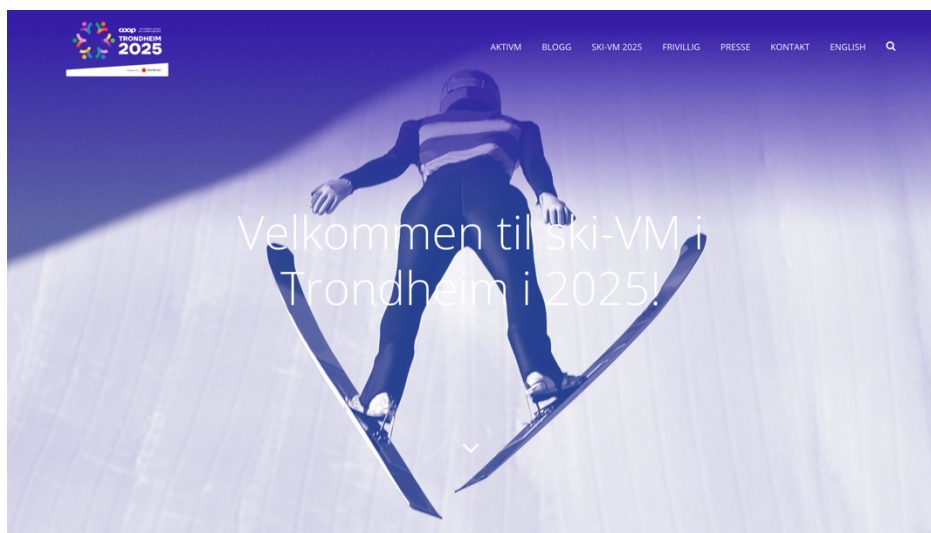 coop
TRONDHEIM
2025
AKTIVM
BLOGG
SKI-VM 2025
FRIVILLIG
PRESSE
KONTAKT
ENGLISH
Velkommen til ski-VM i
Trondheim i 2025!